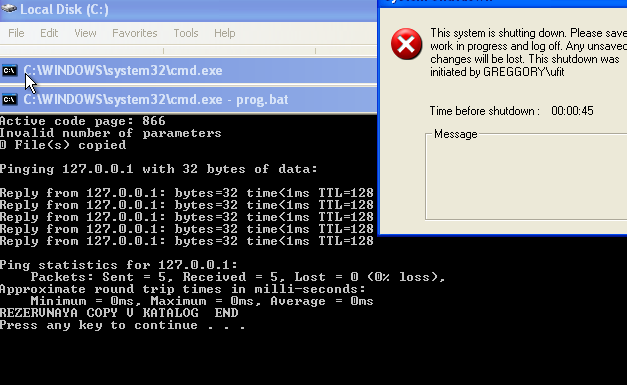 Local Disk (C:)
File Edit View Favorites Tools Help
C:\WINDOWS\system32\cmd.exe
C:\WINDOWS\system32\cmd.exe - prog.bat
Active code page: 866
Invalid number of parameters
0 File(s) copied
Pinging 127.0.0.1 with 32 bytes of data:
Reply from 127.0.0.1: bytes=32 time<1ms TTL=128
Reply from 127.0.0.1: bytes=32 time<1ms TTL=128
Reply from 127.0.0.1: bytes=32 time<1ms TTL=128
Reply from 127.0.0.1: bytes=32 time<1ms TTL=128
Reply from 127.0.0.1: bytes=32 time<1ms TTL=128
Ping statistics for 127.0.0.1:
Packets: Sent = 5, Received = 5, Lost = 0 (0% loss),
Approximate round trip times in milli-seconds:
Minimum = 0ms, Maximum = 0ms, Average = 0ms
REZERVNAYA COPY V KATALOG END
Press any key to continue . . .
This system is shutting down. Please save
work in progress and log off. Any unsaved
changes will be lost. This shutdown was
initiated by GREGGORY\ufit
Time before shutdown : 00:00:45
Message